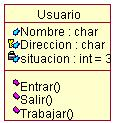 Usuario
Nombre : char
Direccion : char
situacion : int = 3
Entrar()
Salir()
Trabajar()